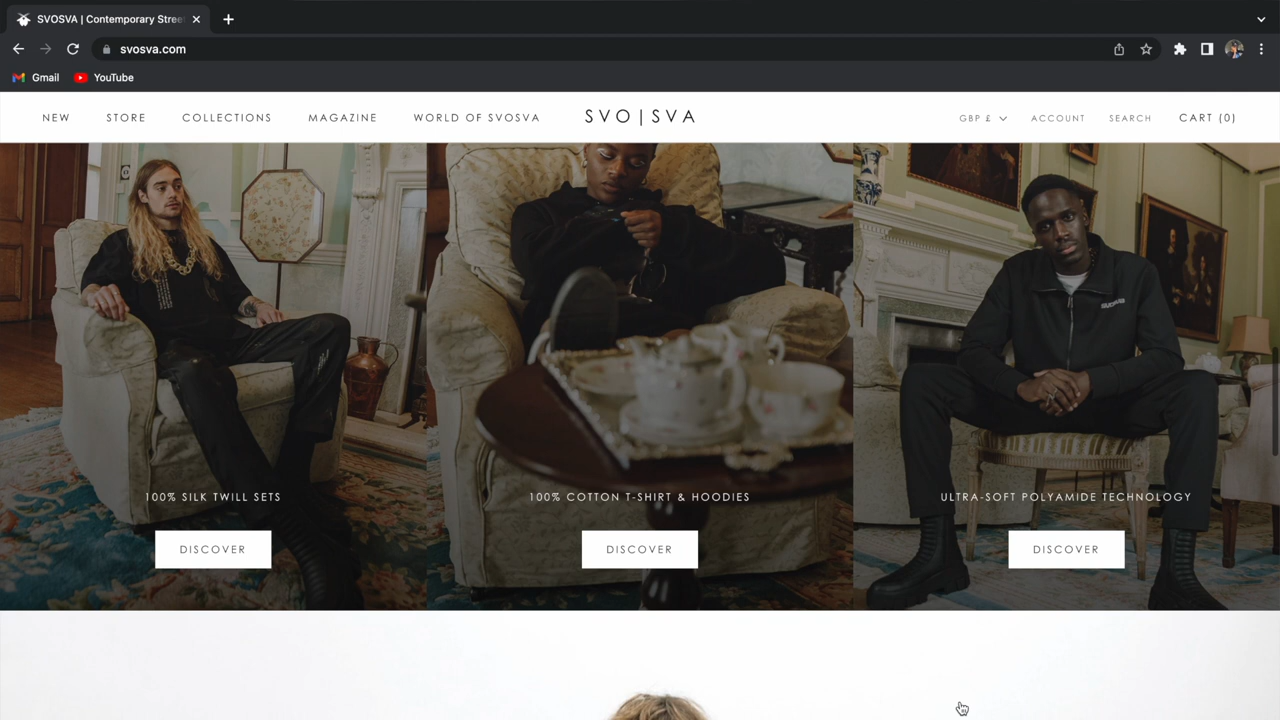 SVOSVA | Contemporary Stree
svosva.com
Gmail YouTube
NEW STORE COLLECTIONS MAGAZINE WORLD OF SVOSVA SVO|SVA GBP £ ACCOUNT SEARCH CART (0)
100% SILK TWILL SETS 100% COTTON T-SHIRT & HOODIES ULTRA-SOFT POLYAMIDE TECHNOLOGY
DISCOVER DISCOVER DISCOVER